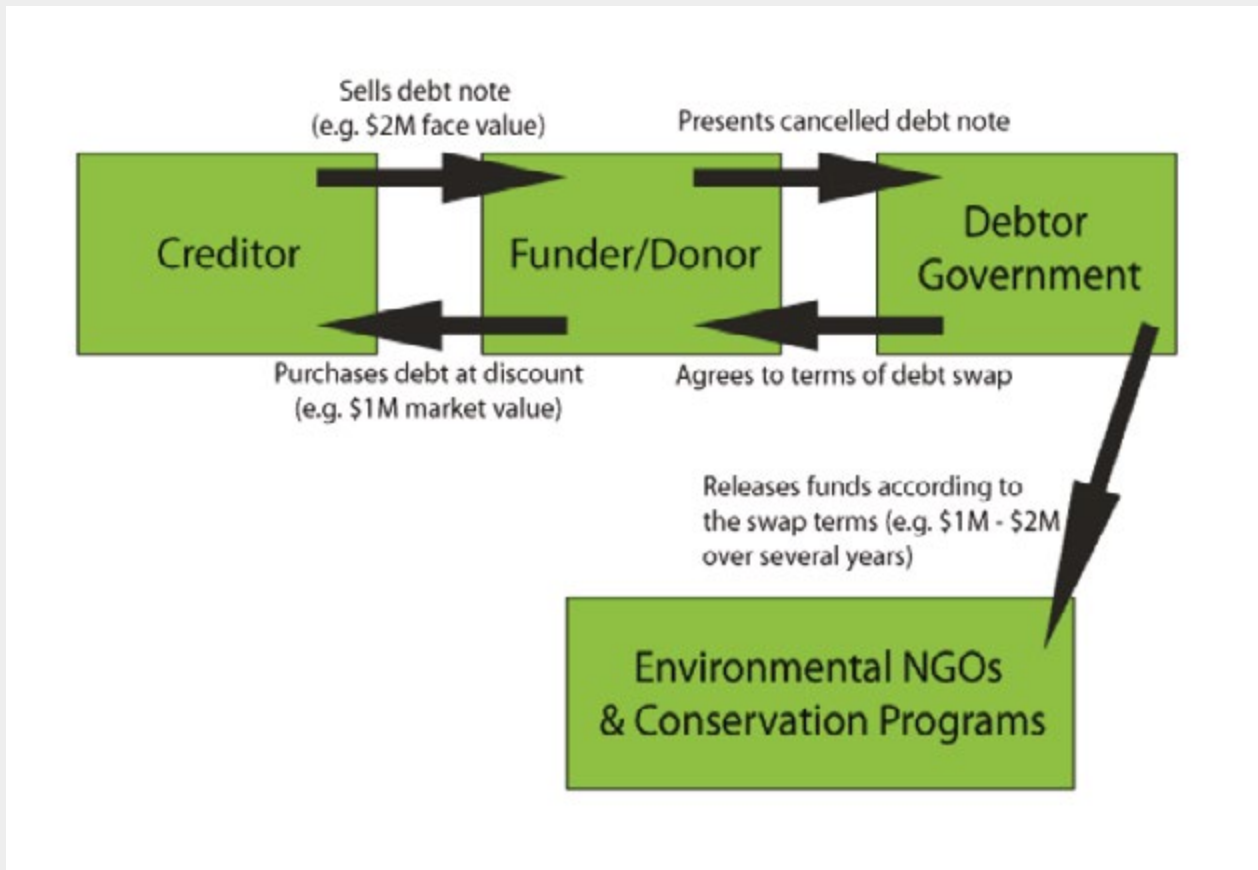 Sells debt note
(e.g. $2M face value)
Presents cancelled debt note
Creditor
Funder/Donor
Debtor
Government
Purchases debt at discount
(e.g. $1M market value)
Agrees to terms of debt swap
Releases funds according to
the swap terms (e.g. $1M - $2M
over several years)
Environmental NGOs
& Conservation Programs